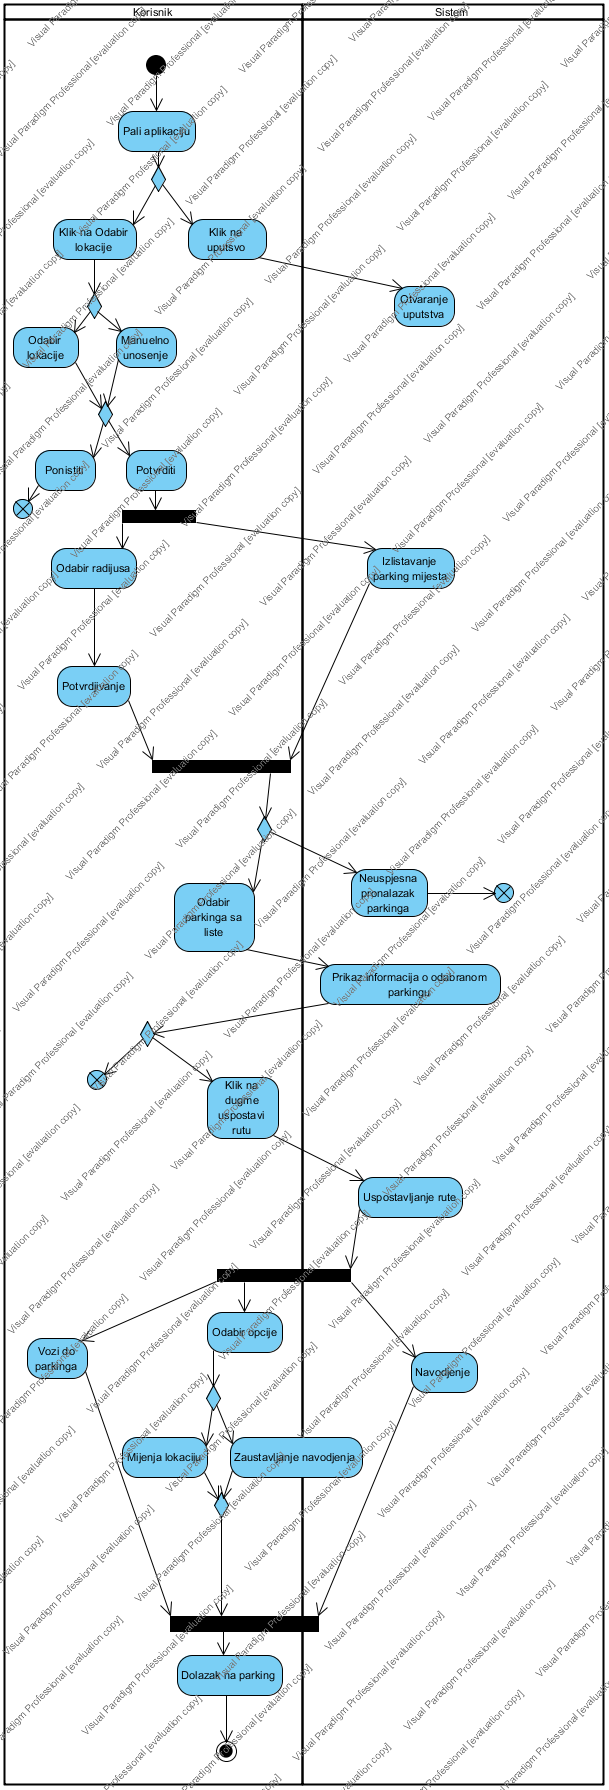 Korisnik
Sistem
Pali aplikaciju
Klik na Odabir
lokacije
Klik na
uputsvo
Otvaranje
uputstva
Odabir
lokacije
Manuelno
unosenje
Ponistiti
Potvrditi
Odabir radijusa
Izlistavanje
parking mijesta
Potvrdjivanje
Neuspjesna
pronalazak
parkinga
Odabir
parkinga sa
liste
Prikaz informacija o odabranom
parkingu
Klik na
dugme
uspostavi
rutu
Uspostavljanje rute
Odabir opcije
Vozi do
parkinga
Navodjenje
Mijenja lokaciju
Zaustavljanje navodjenja
Dolazak na parking
Visual Paradigm Professional [evaluation copy]